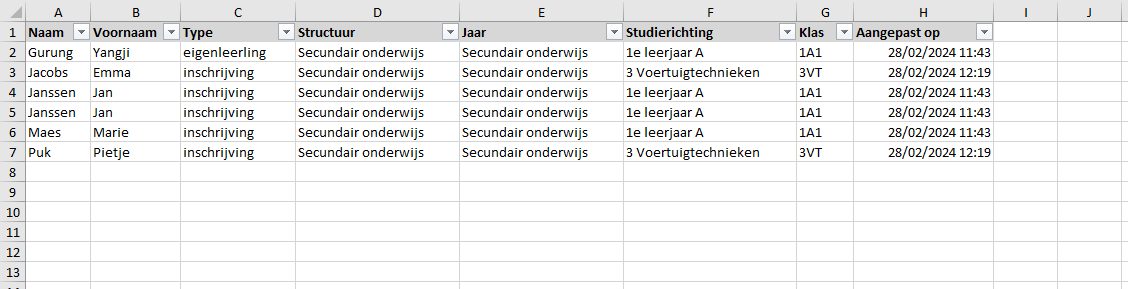 A B C D E F G H I J
1 Naam Voornaam Type Structuur Jaar Studierichting Klas Aangepast op
2 Gurung Yangji eigenleerling Secundair onderwijs Secundair onderwijs 1e leerjaar A 1A1 28/02/2024 11:43
3 Jacobs Emma inschrijving Secundair onderwijs Secundair onderwijs 3 Voertuigtechnieken 3VT 28/02/2024 12:19
4 Janssen Jan inschrijving Secundair onderwijs Secundair onderwijs 1e leerjaar A 1A1 28/02/2024 11:43
5 Janssen Jan inschrijving Secundair onderwijs Secundair onderwijs 1e leerjaar A 1A1 28/02/2024 11:43
6 Maes Marie inschrijving Secundair onderwijs Secundair onderwijs 1e leerjaar A 1A1 28/02/2024 11:43
7 Puk Pietje inschrijving Secundair onderwijs Secundair onderwijs 3 Voertuigtechnieken 3VT 28/02/2024 12:19
8
9
10
11
12
13